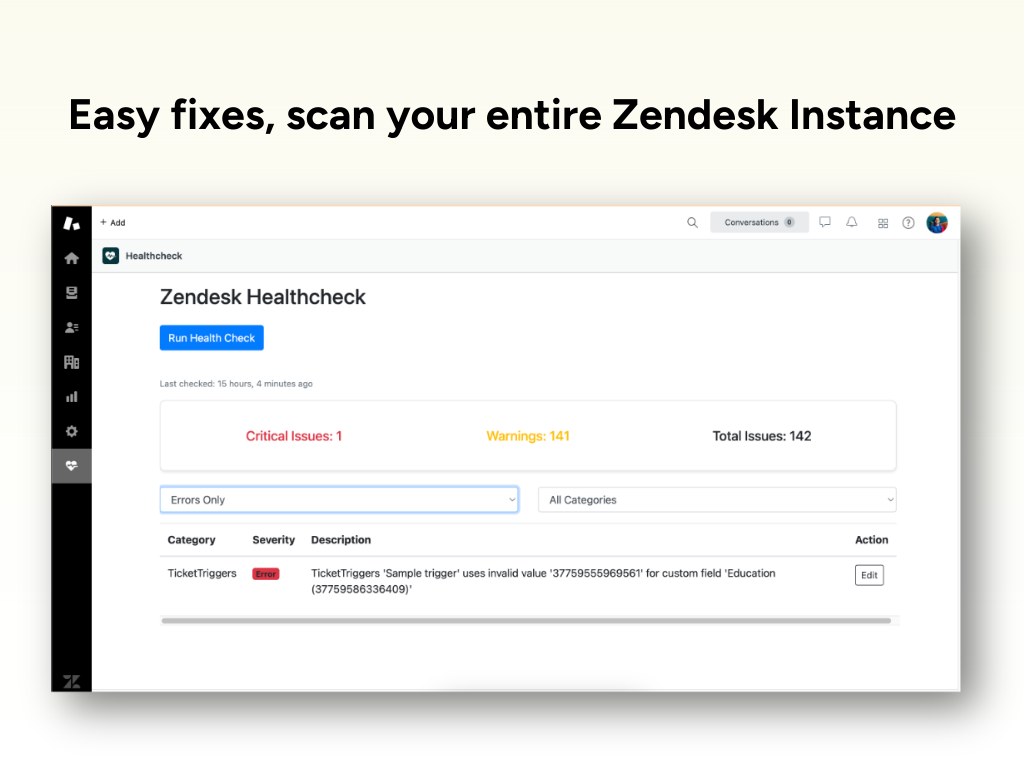 Easy fixes, scan your entire Zendesk Instance
+ Add
Conversations 0
Healthcheck
Zendesk Healthcheck
Run Health Check
Last checked: 15 hours, 4 minutes ago
Critical Issues: 1
Warnings: 141
Total Issues: 142
Errors Only
All Categories
Category Severity Description Action
TicketTriggers Error TicketTriggers 'Sample trigger' uses invalid value '37759555969561' for custom field 'Education Edit
(37759586336409)'